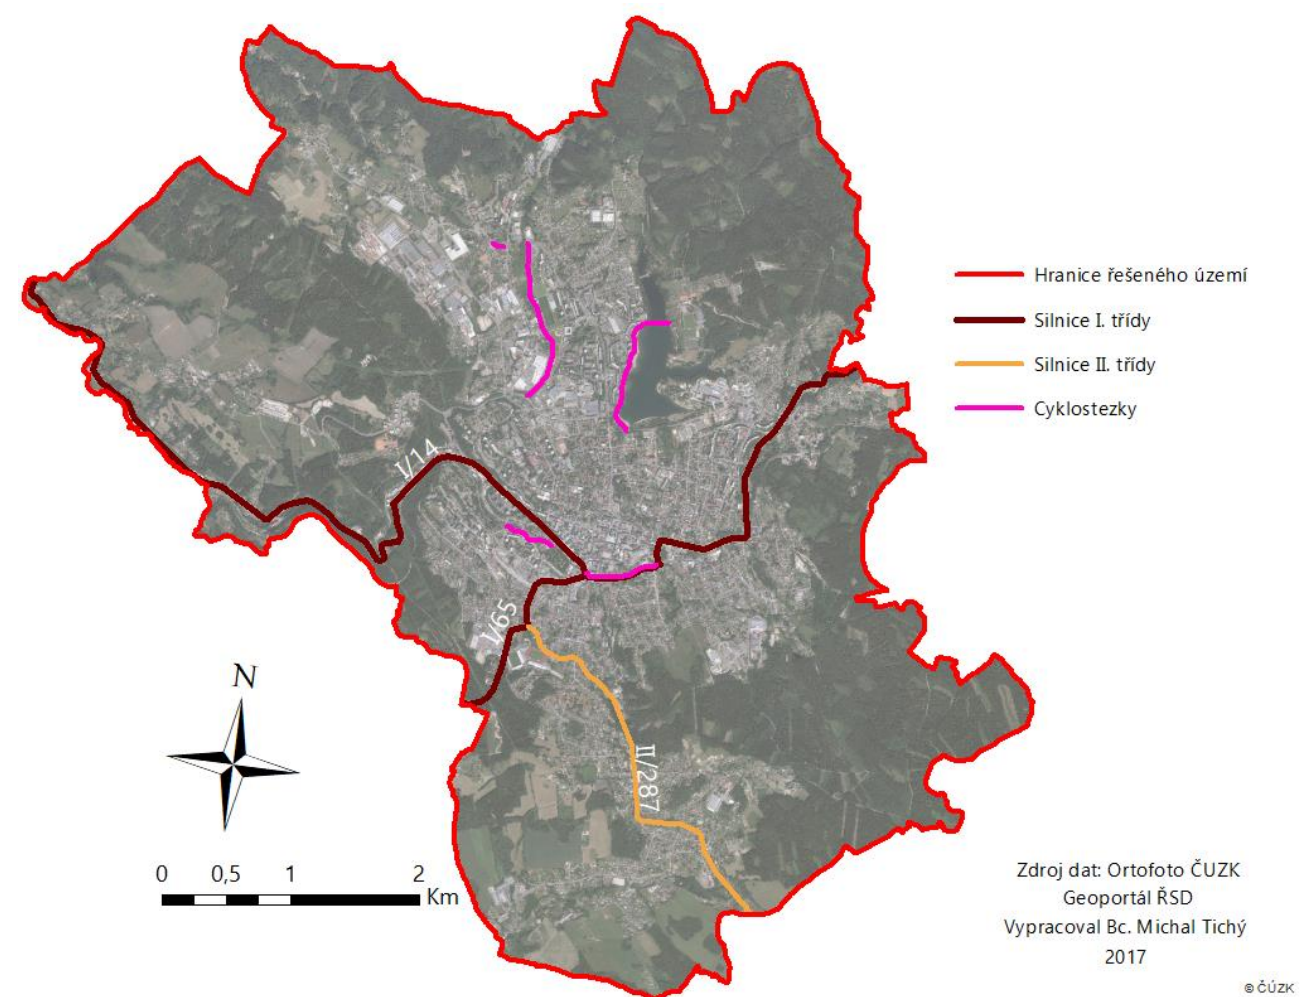 Hranice řešeného území
Silnice I. třídy
Silnice II. třídy
Cyklostezky
I/14
I/65
II/287
N
0 0,5 1 2
Km
Zdroj dat: Ortofoto ČUZK
Geoportál ŘSD
Vypracoval Bc. Michal Tichý
2017
© ČÚZK